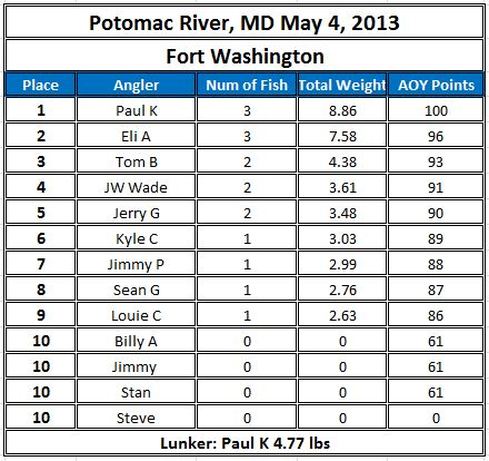 Potomac River, MD May 4, 2013
Fort Washington
Place Angler Num of Fish Total Weight AOY Points
1 Paul K 3 8.86 100
2 Eli A 3 7.58 96
3 Tom B 2 4.38 93
4 JW Wade 2 3.61 91
5 Jerry G 2 3.48 90
6 Kyle C 1 3.03 89
7 Jimmy P 1 2.99 88
8 Sean G 1 2.76 87
9 Louie C 1 2.63 86
10 Billy A 0 0 61
10 Jimmy 0 0 61
10 Stan 0 0 61
10 Steve 0 0 0
Lunker: Paul K 4.77 lbs